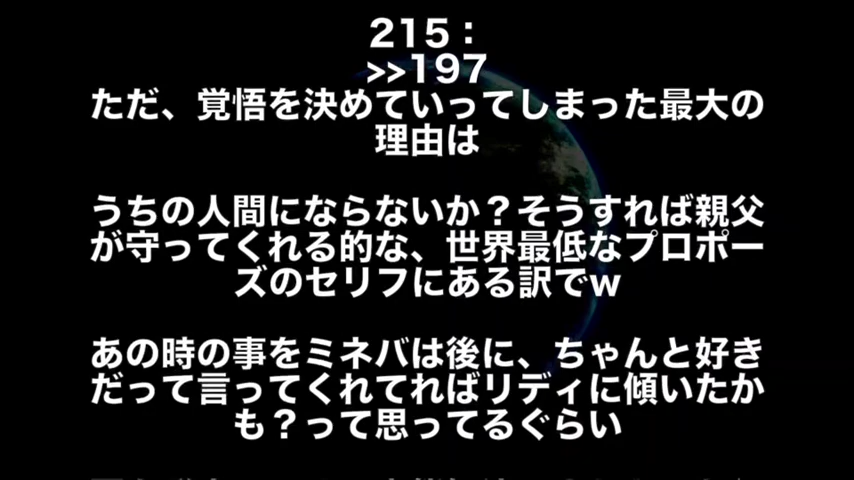 215：
>>197
ただ、覚悟を決めていってしまった最大の
理由は
うちの人間にならないか？そうすれば親父
が守ってくれる的な、世界最低なプロポー
ズのセリフにある訳でw
あの時の事をミネバは後に、ちゃんと好き
だって言ってくれてればリディに傾いたか
も？って思ってるぐらい